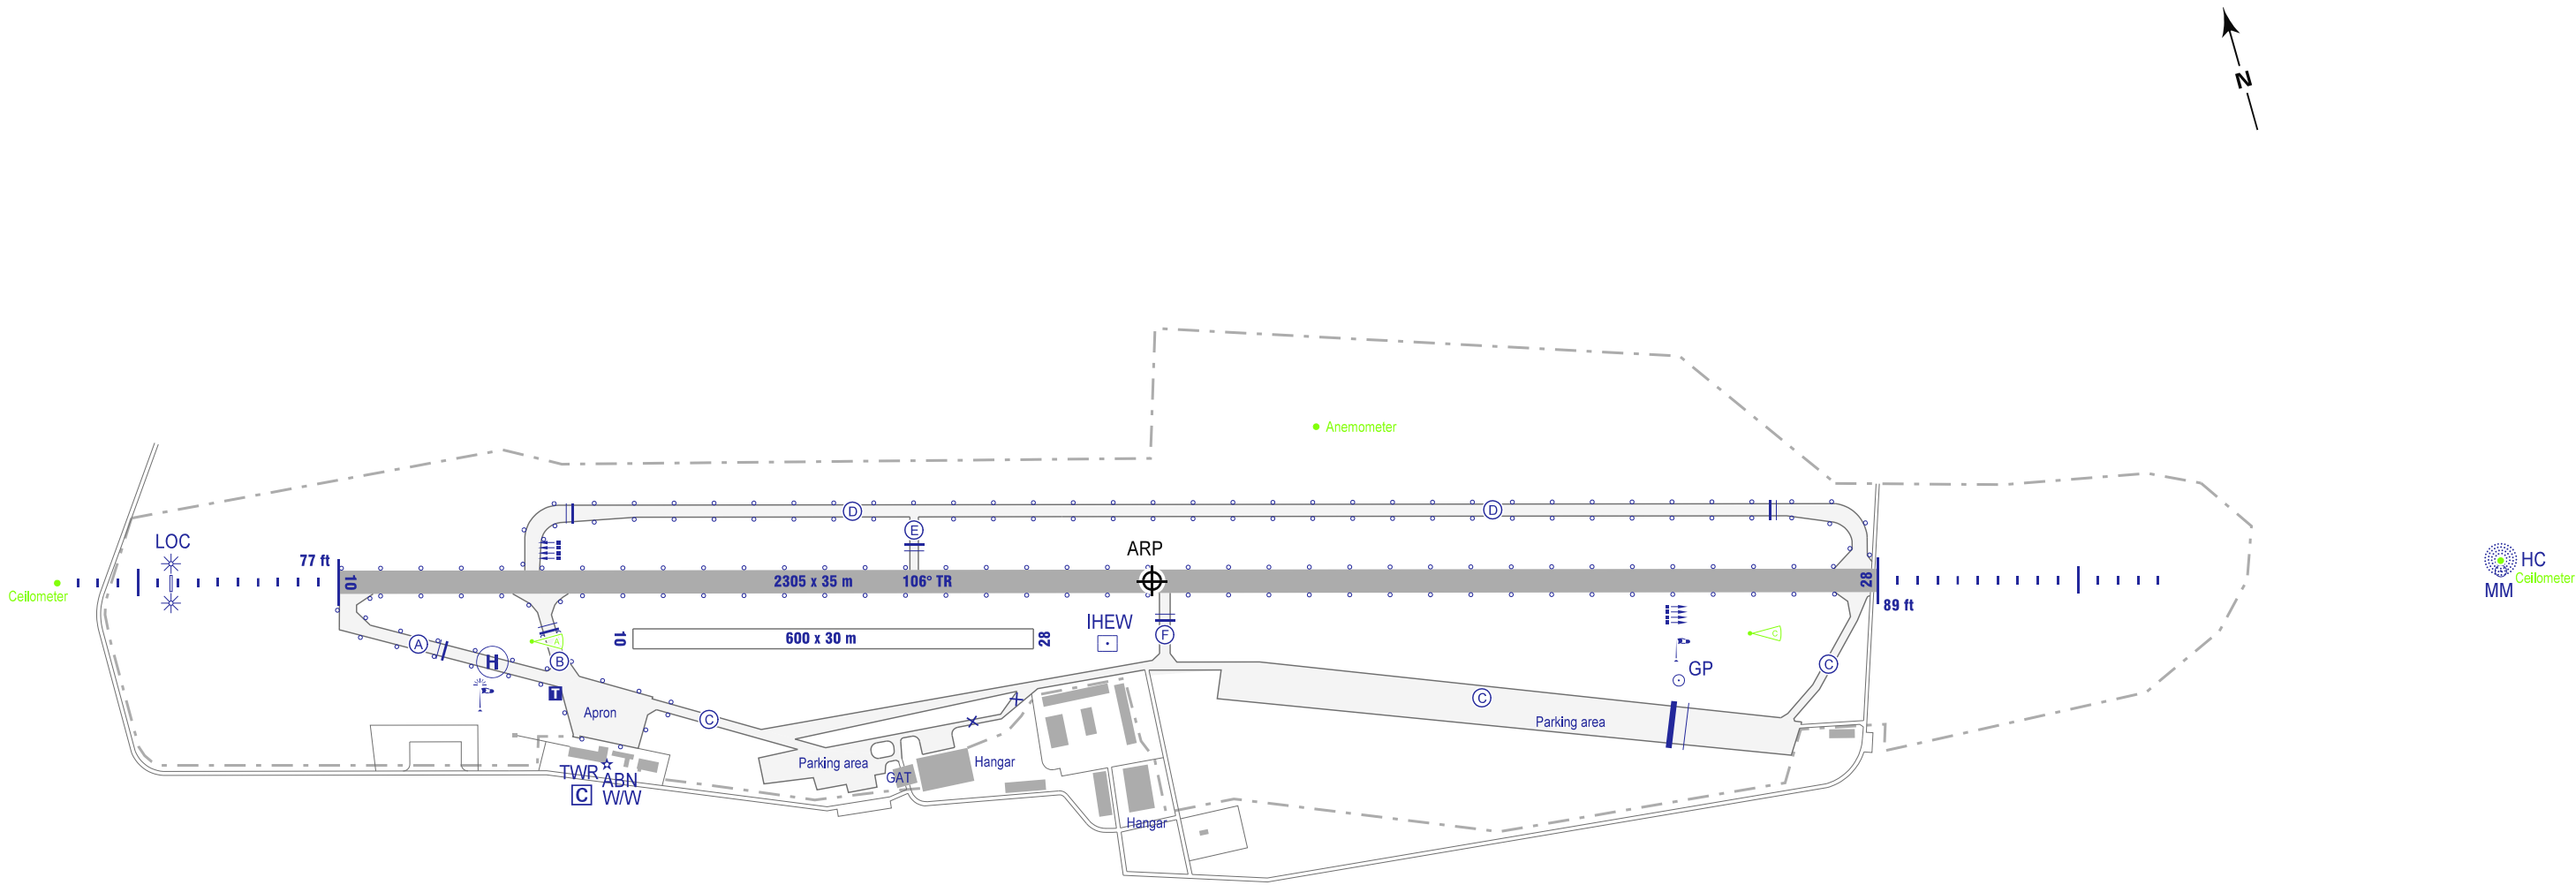 N
Anemometer
D
D
E
LOC
ARP
77 ft
HC
Ceilometer
Ceilometer
MM
10
2305 x 35 m
106° TR
28
89 ft
A
A
B
H
10
600 x 30 m
28
IHEW
F
C
C
GP
T
Apron
C
C
Parking area
Parking area
Hangar
GAT
TWR
ABN
W/W
C
Hangar